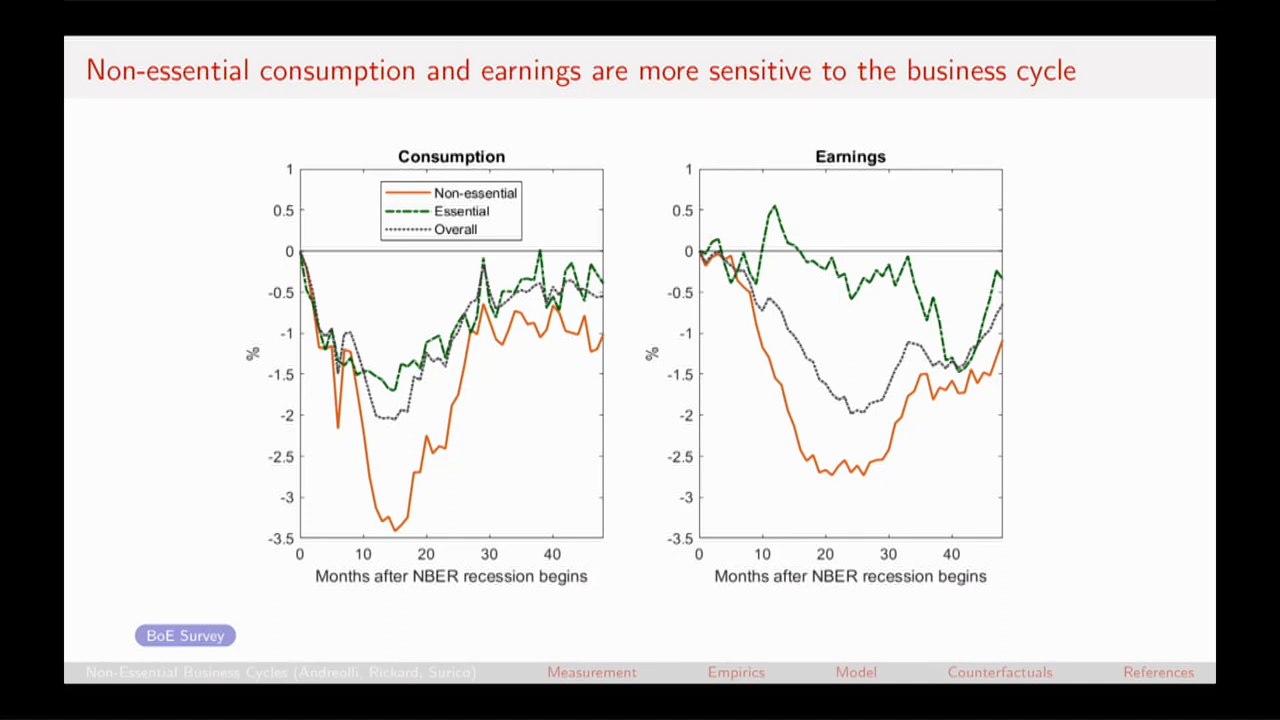 Non-essential consumption and earnings are more sensitive to the business cycle
Consumption
1
0.5
0
-0.5
-1
-1.5
-2
-2.5
-3
-3.5
%
Non-essential
Essential
Overall
0 10 20 30 40
Months after NBER recession begins
Earnings
1
0.5
0
-0.5
-1
-1.5
-2
-2.5
-3
-3.5
%
0 10 20 30 40
Months after NBER recession begins
BoE Survey
Non-Essential Business Cycles (Andreolli, Rickard, Surico) Measurement Empirics Model Counterfactuals References